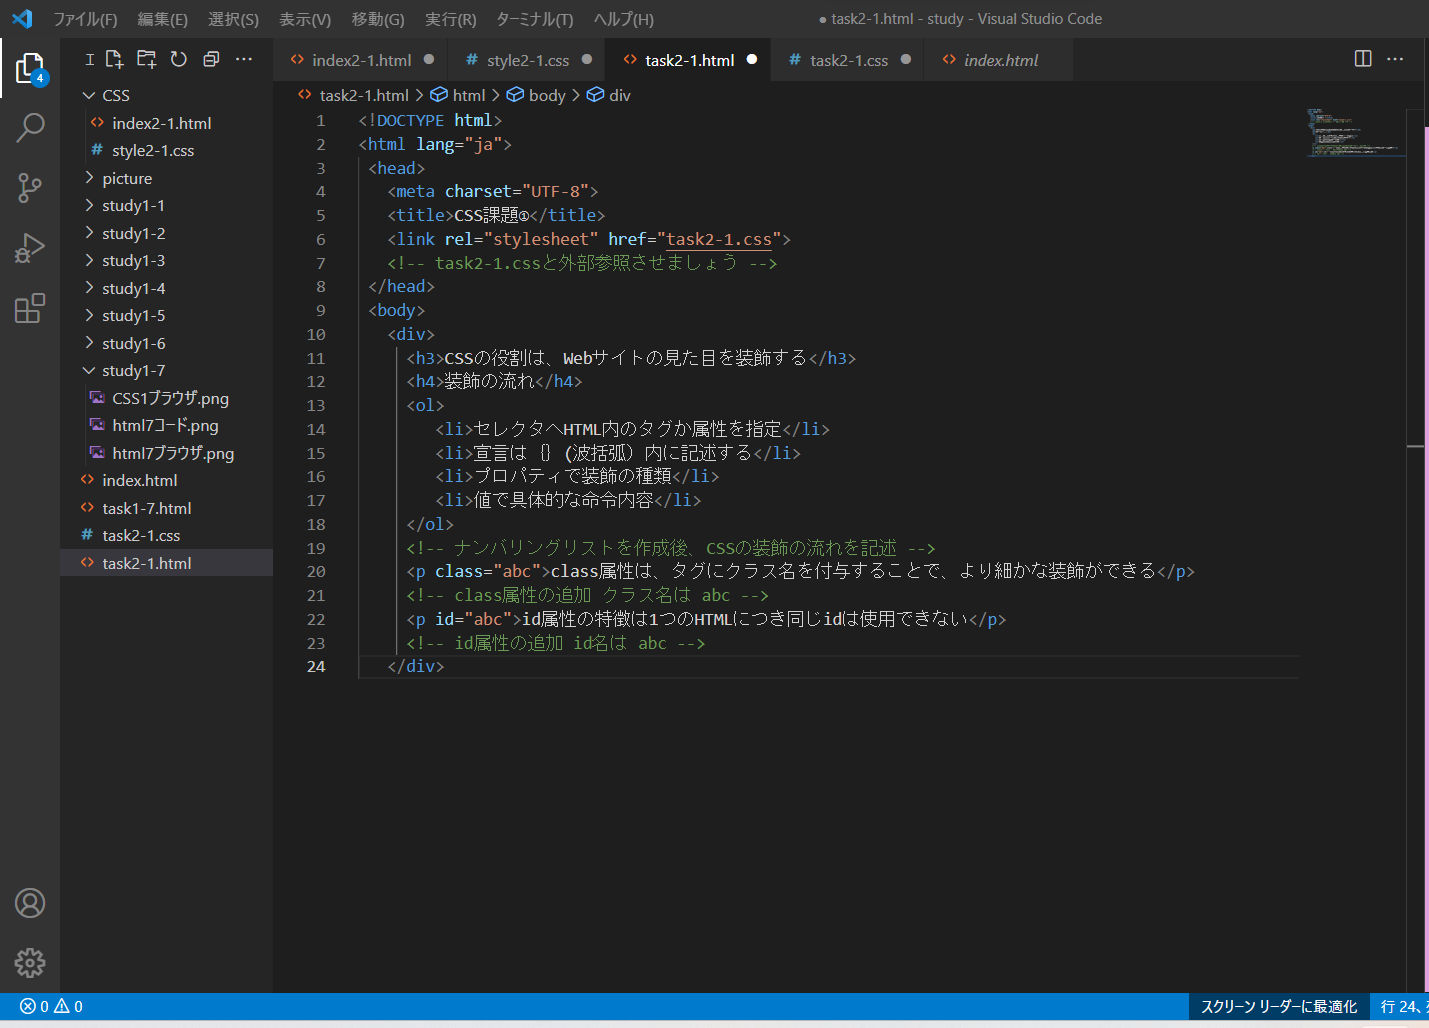 ファイル(F) 編集(E) 選択(S) 表示(V) 移動(G) 実行(R) ターミナル(T) ヘルプ(H) ● task2-1.html - study - Visual Studio Code
4
CSS
index2-1.html
style2-1.css
picture
study1-1
study1-2
study1-3
study1-4
study1-5
study1-6
study1-7
CSS1ブラウザ.png
html7コード.png
html7ブラウザ.png
index.html
task1-7.html
task2-1.css
task2-1.html
index2-1.html style2-1.css task2-1.html task2-1.css index.html
task2-1.html > html > body > div
1 <!DOCTYPE html>
2 <html lang="ja">
3 <head>
4 <meta charset="UTF-8">
5 <title>CSS課題①</title>
6 <link rel="stylesheet" href="task2-1.css">
7 <!-- task2-1.cssと外部参照させましょう -->
8 </head>
9 <body>
10 <div>
11 <h3>CSSの役割は、Webサイトの見た目を装飾する</h3>
12 <h4>装飾の流れ</h4>
13 <ol>
14 <li>セレクタへHTML内のタグか属性を指定</li>
15 <li>宣言は｛｝(波括弧）内に記述する</li>
16 <li>プロパティで装飾の種類</li>
17 <li>値で具体的な命令内容</li>
18 </ol>
19 <!-- ナンバリングリストを作成後、CSSの装飾の流れを記述 -->
20 <p class="abc">class属性は、タグにクラス名を付与することで、より細かな装飾ができる</p>
21 <!-- class属性の追加 クラス名は abc -->
22 <p id="abc">id属性の特徴は1つのHTMLにつき同じidは使用できない</p>
23 <!-- id属性の追加 id名は abc -->
24 </div>
0 0 スクリーン リーダーに最適化 行 24、